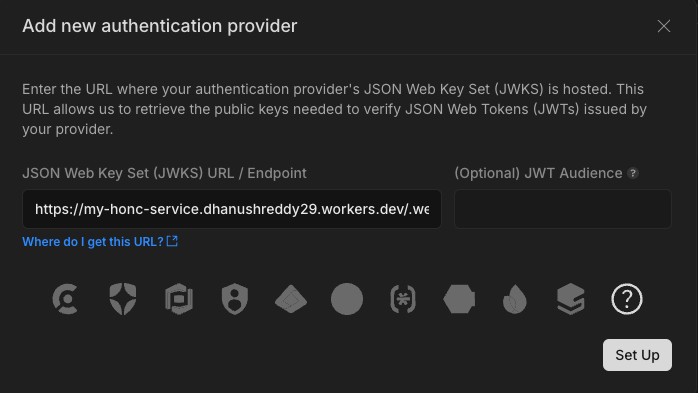 Add new authentication provider
Enter the URL where your authentication provider's JSON Web Key Set (JWKS) is hosted. This
URL allows us to retrieve the public keys needed to verify JSON Web Tokens (JWTs) issued by
your provider.
JSON Web Key Set (JWKS) URL / Endpoint
(Optional) JWT Audience ?
https://my-honc-service.dhanushreddy29.workers.dev/.we
Where do I get this URL?
?
Set Up